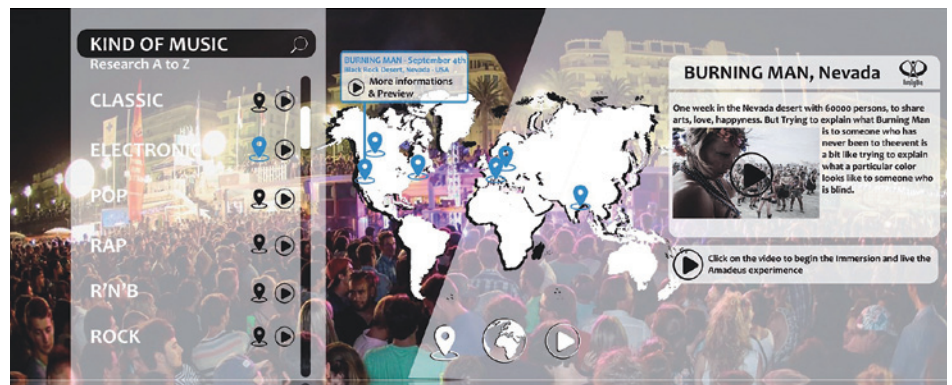 KIND OF MUSIC
Research A to Z
CLASSIC
ELECTRONIC
POP
RAP
R'N'B
ROCK
BURNING MAN - September 4th
Black Rock Desert, Nevada - USA
More informations
& Preview
BURNING MAN, Nevada
One week in the Nevada desert with 60000 persons, to share
arts, love, happyness. But Trying to explain what Burning Man
is to someone who has
never been to theevent is
a bit like trying to explain
what a particular color
looks like to someone who
is blind.
Click on the video to begin the Immersion and live the
Amadeus experimence